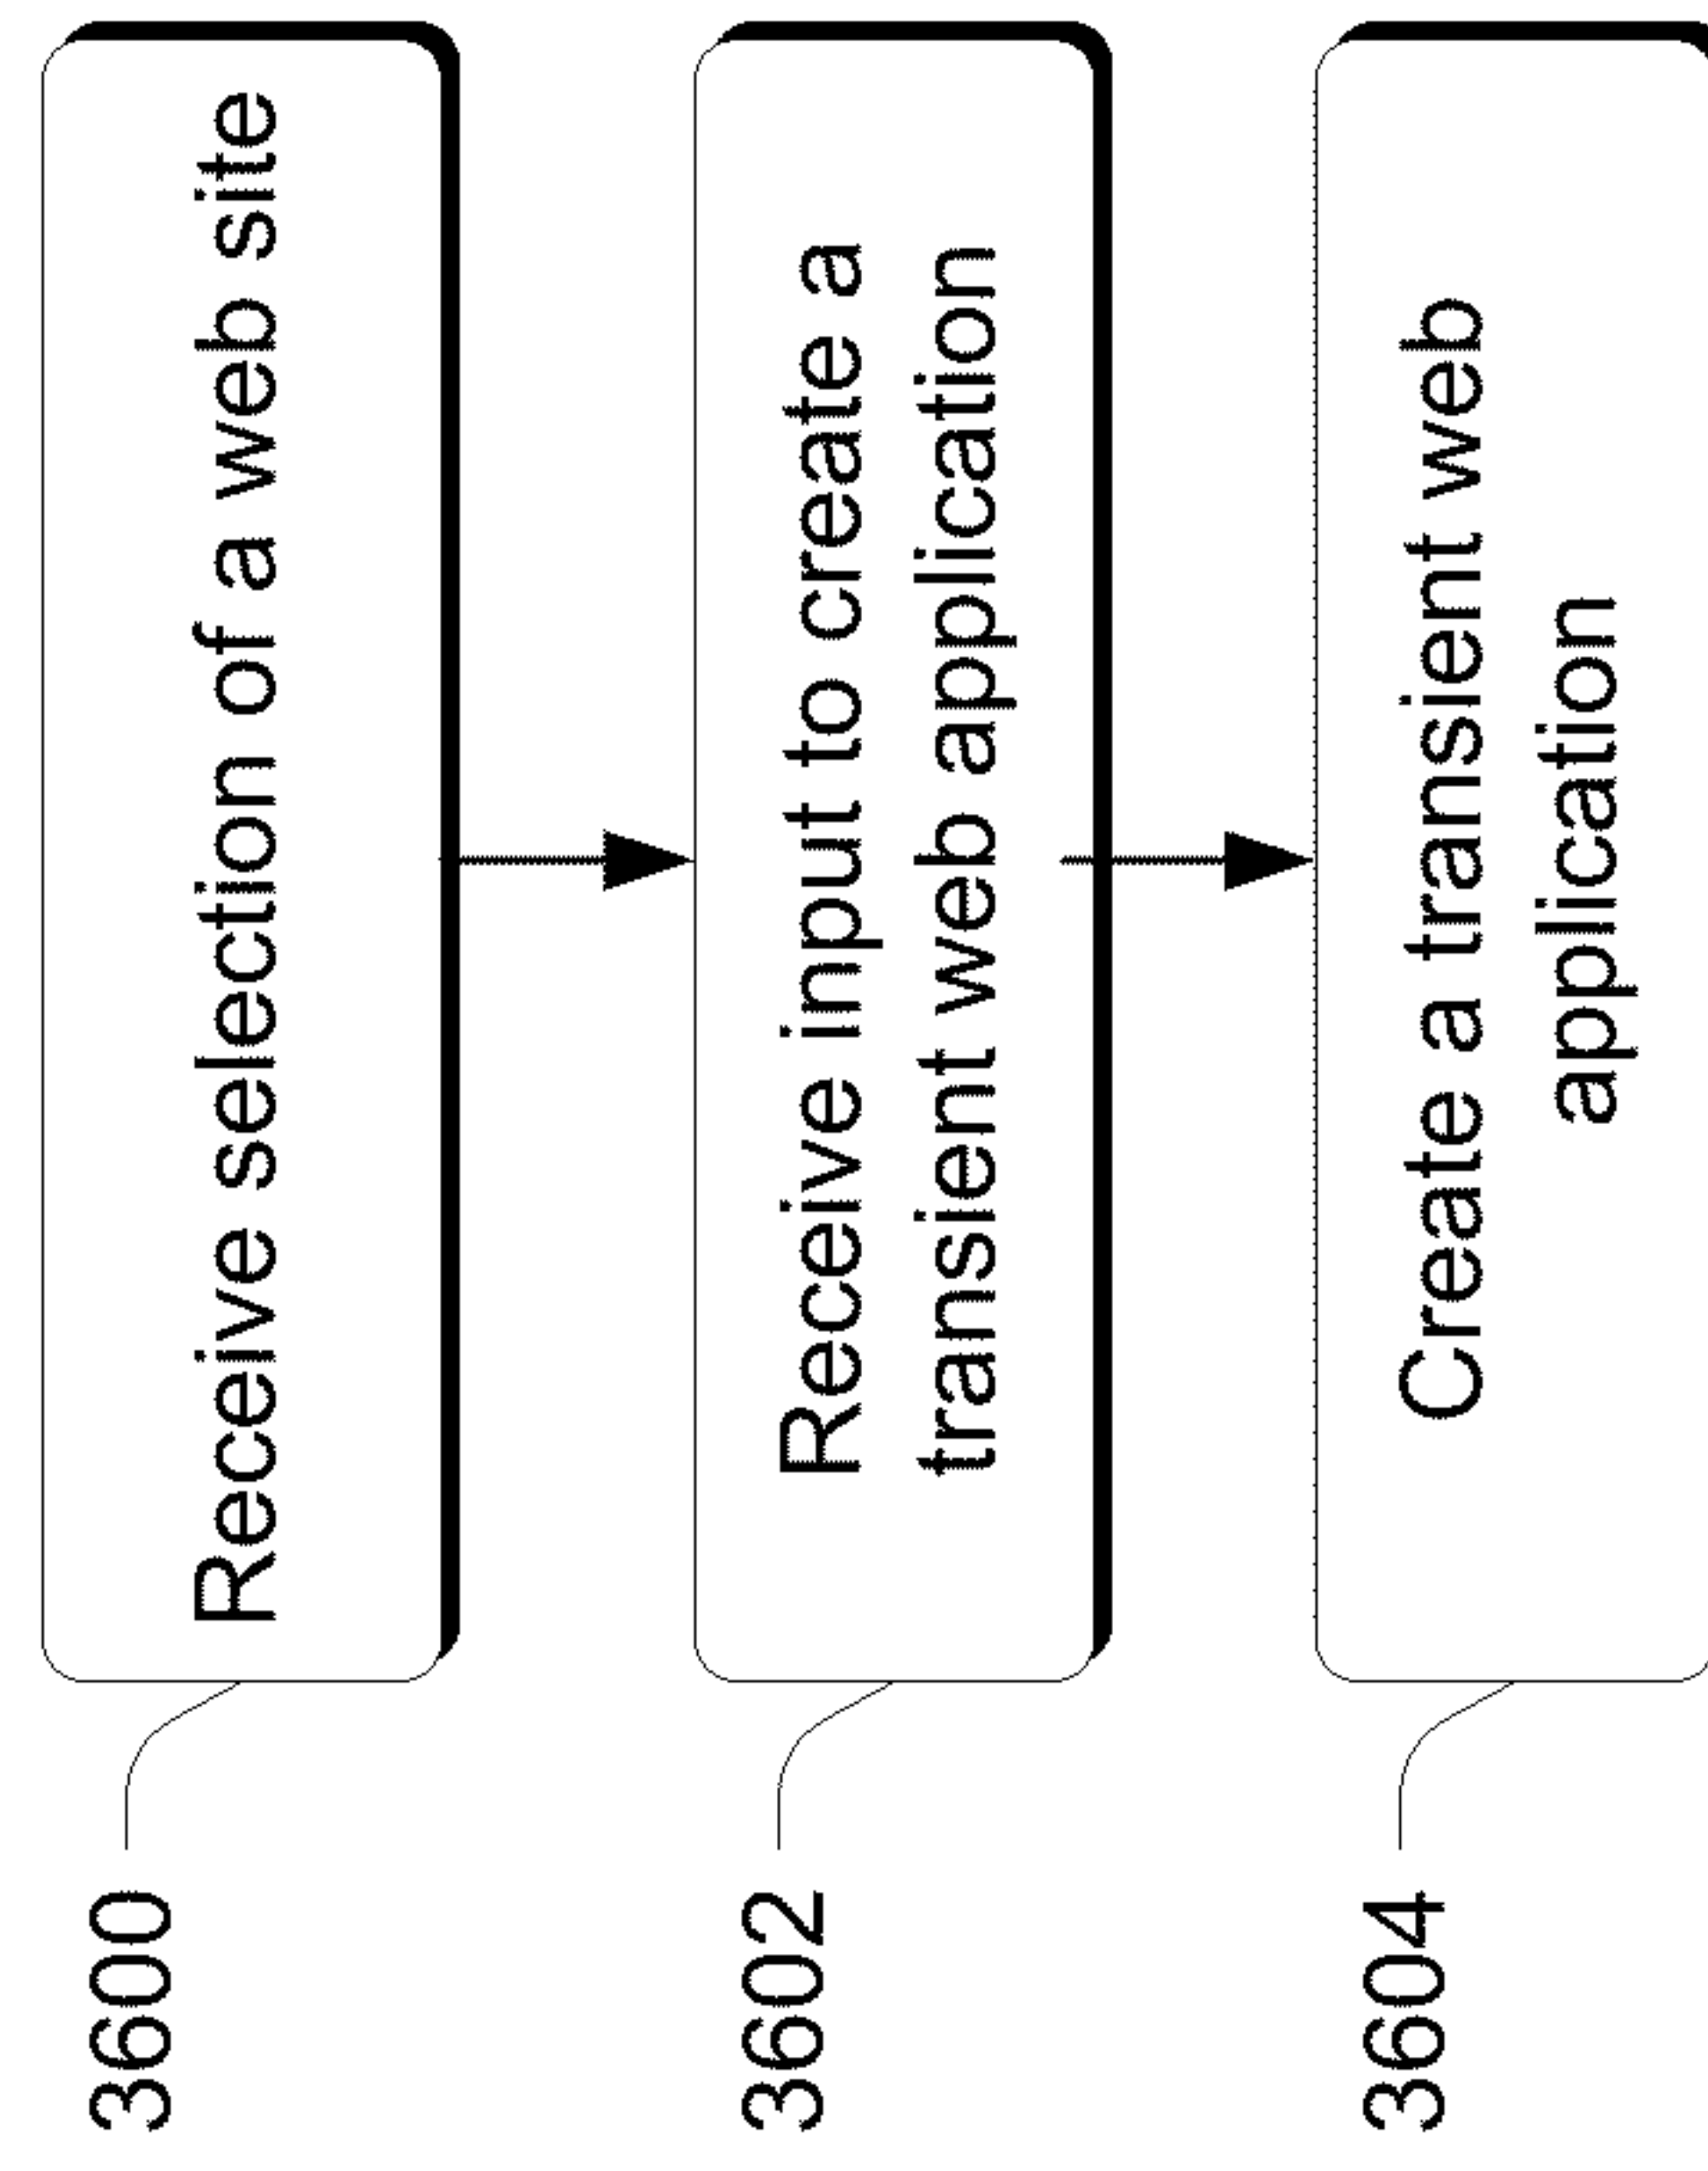 3600
Receive selection of a web site
3602
Receive input to create a
transient web application
3604
Create a transient web
application